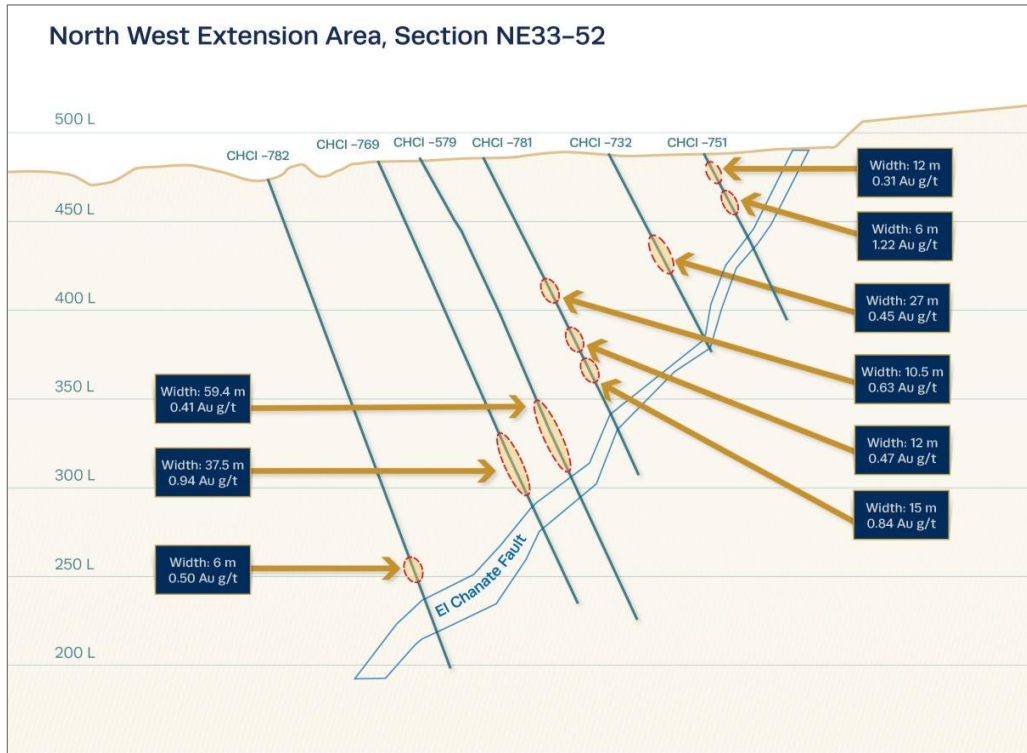 North West Extension Area, Section NE33–52
500 L
CHCI –782
CHCI –769
CHCI –579
CHCI –781
CHCI –732
CHCI –751
Width: 12 m
0.31 Au g/t
450 L
Width: 6 m
1.22 Au g/t
400 L
Width: 27 m
0.45 Au g/t
350 L
Width: 59.4 m
0.41 Au g/t
Width: 10.5 m
0.63 Au g/t
Width: 37.5 m
0.94 Au g/t
Width: 12 m
0.47 Au g/t
300 L
Width: 15 m
0.84 Au g/t
250 L
Width: 6 m
0.50 Au g/t
El Chanate Fault
200 L